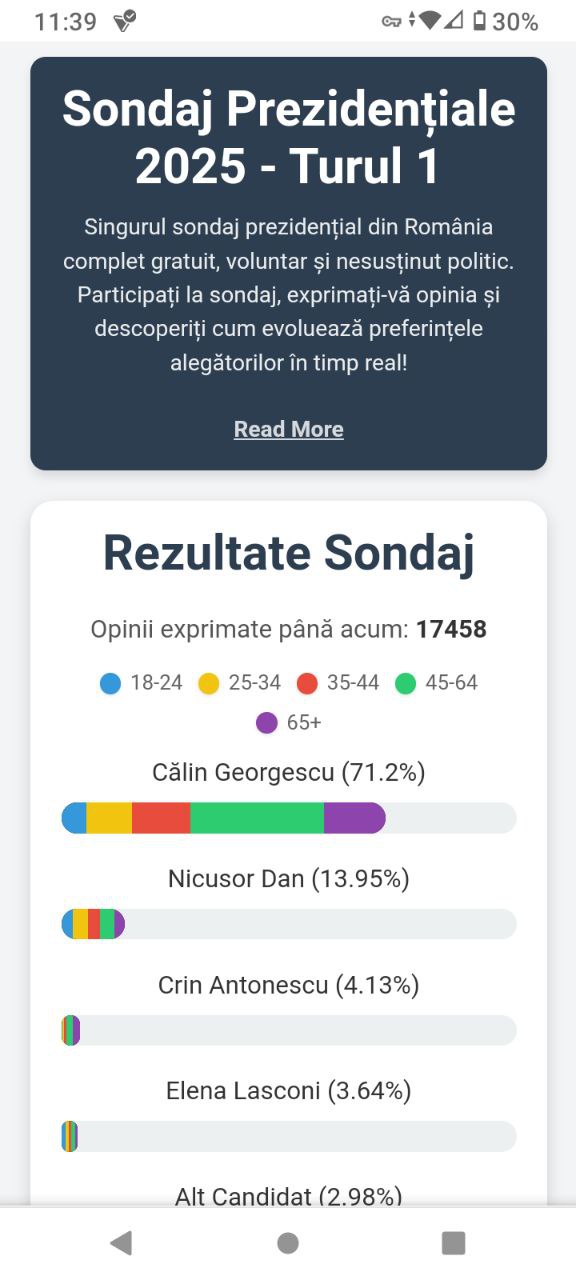 11:39
30%
Sondaj Prezidențiale
2025 - Turul 1
Singurul sondaj prezidențial din România
complet gratuit, voluntar și nesusținut politic.
Participați la sondaj, exprimați-vă opinia și
descoperiți cum evoluează preferințele
alegătorilor în timp real!
Read More
Rezultate Sondaj
Opinii exprimate până acum: 17458
18-24 25-34 35-44 45-64
65+
Călin Georgescu (71.2%)
Nicusor Dan (13.95%)
Crin Antonescu (4.13%)
Elena Lasconi (3.64%)
Alt Candidat (2.98%)